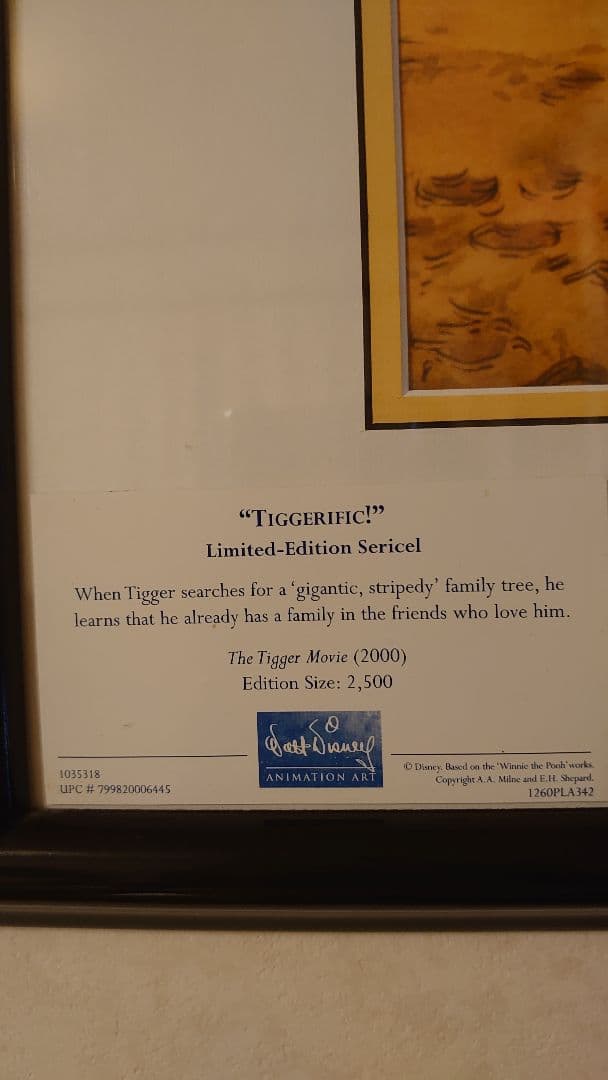 “TIGGERIFIC!”
Limited-Edition Sericel
When Tigger searches for a ‘gigantic, stripedy’ family tree, he
learns that he already has a family in the friends who love him.
The Tigger Movie (2000)
Edition Size: 2,500
Walt Disney
ANIMATION ART
1035318
UPC # 799820006445
© Disney. Based on the ‘Winnie the Pooh’ works.
Copyright A.A. Milne and E.H. Shepard.
1260PLA342